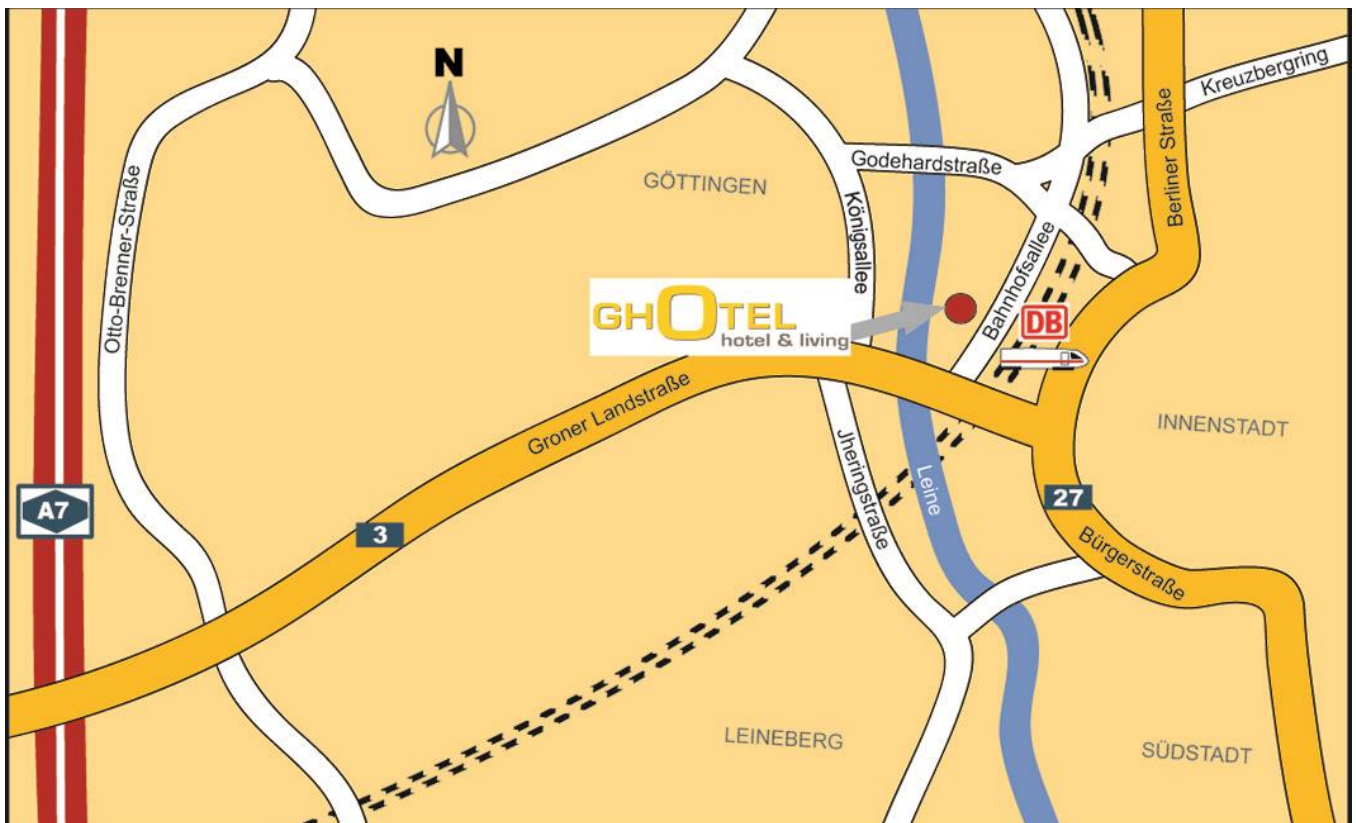 N
Kreuzbergring
Berliner Straße
Godehardstraße
GÖTTINGEN
Otto-Brenner-Straße
Königsallee
Bahnhofsallee
GHOTEL
hotel & living
DB
Groner Landstraße
INNENSTADT
Jheringstraße
Leine
A7
27
3
Bürgerstraße
LEINEBERG
SÜDSTADT